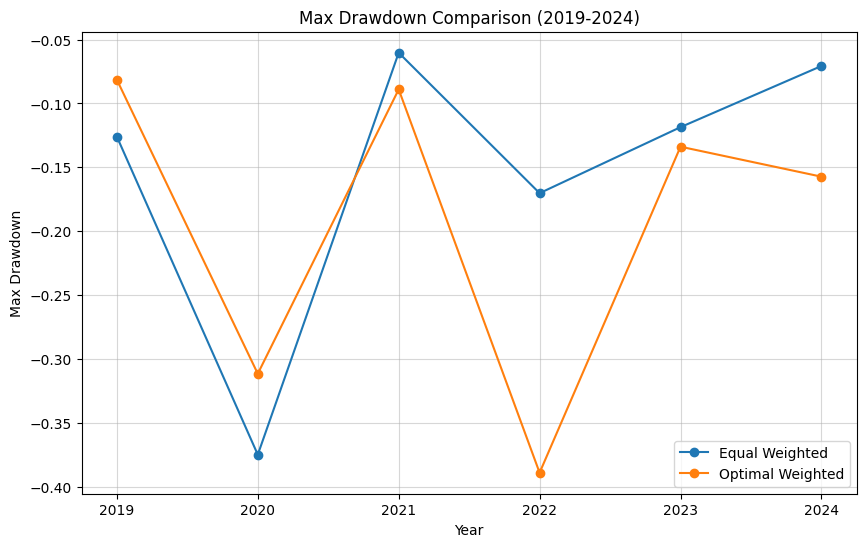 Max Drawdown Comparison (2019-2024)
Max Drawdown
−0.05
−0.10
−0.15
−0.20
−0.25
−0.30
−0.35
−0.40
2019 2020 2021 2022 2023 2024
Year
Equal Weighted
Optimal Weighted